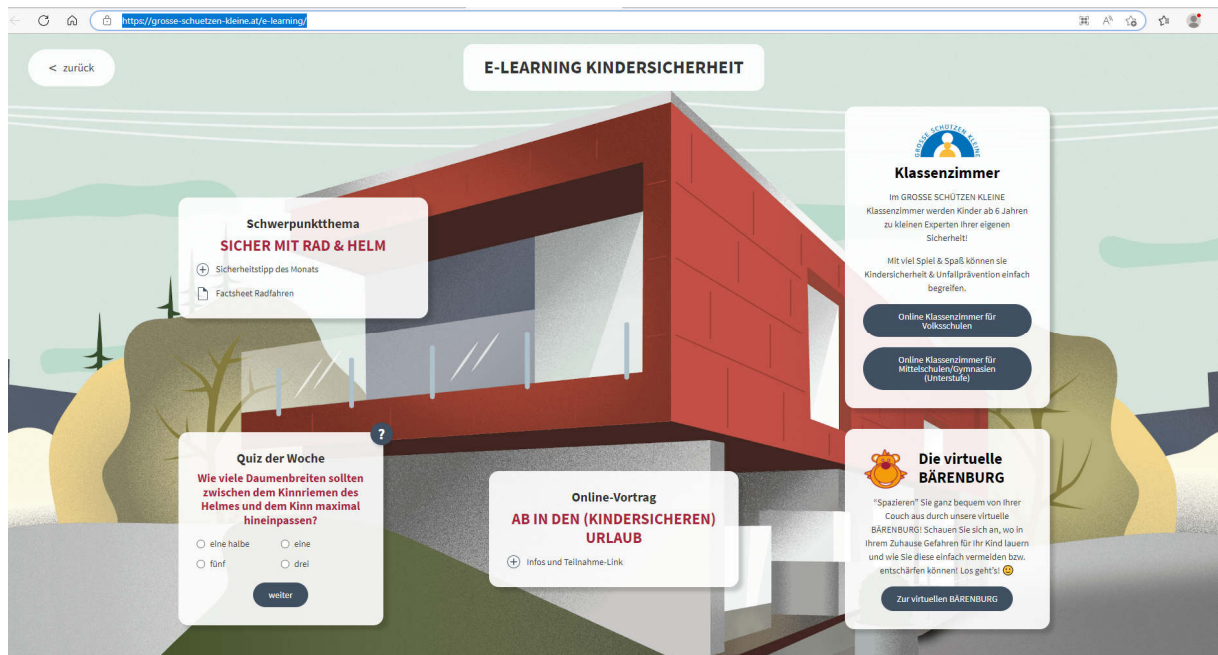 https://grosse-schuetzen-kleine.at/e-learning/
< zurück
E-LEARNING KINDERSICHERHEIT
Schwerpunktthema
SICHER MIT RAD & HELM
Sicherheitstipp des Monats
Factsheet Radfahren
?
Quiz der Woche
Wie viele Daumenbreiten sollten
zwischen dem Kinnriemen des
Helmes und dem Kinn maximal
hineinpassen?
eine halbe
eine
fünf
drei
weiter
Online-Vortrag
AB IN DEN (KINDERSICHEREN)
URLAUB
Infos und Teilnahme-Link
GROSSE SCHÜTZEN KLEINE
Klassenzimmer
Im GROSSE SCHÜTZEN KLEINE
Klassenzimmer werden Kinder ab 6 Jahren
zu kleinen Experten Ihrer eigenen
Sicherheit!
Mit viel Spiel & Spaß können sie
Kindersicherheit & Unfallprävention einfach
begreifen.
Online Klassenzimmer für
Volksschulen
Online Klassenzimmer für
Mittelschulen/Gymnasien
(Unterstufe)
Die virtuelle
BÄRENBURG
"Spazieren" Sie ganz bequem von Ihrer
Couch aus durch unsere virtuelle
BÄRENBURG! Schauen Sie sich an, wo in
Ihrem Zuhause Gefahren für Ihr Kind lauern
und wie Sie diese einfach vermeiden bzw.
entschärfen können! Los geht's! 🙂
Zur virtuellen BÄRENBURG